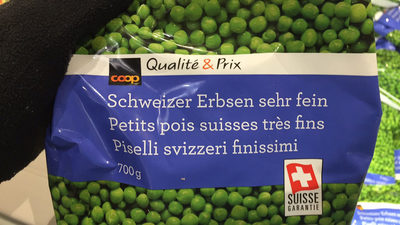 Qualité & Prix
coop
Schweizer Erbsen sehr fein
Petits pois suisses très fins
Piselli svizzeri finissimi
700 g
SUISSE
GARANTIE